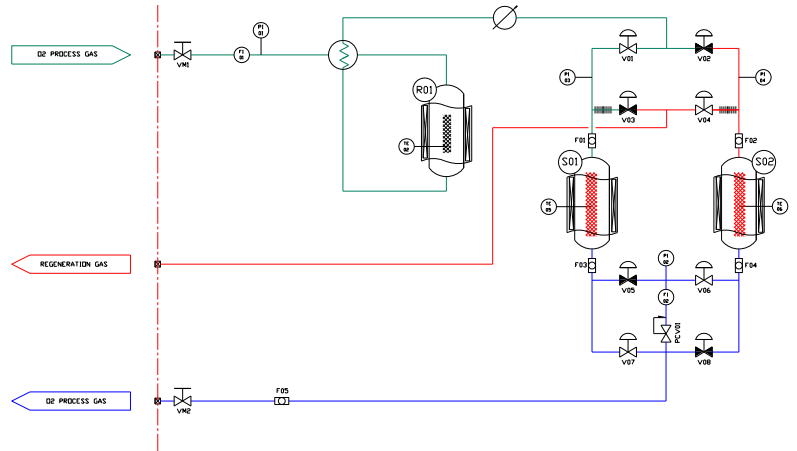 O2 PROCESS GAS
VM1
FI
01
PI
01
R01
TE
02
V01
V02
PI
03
PI
04
V03
V04
F01
F02
S01
S02
TE
05
TE
06
REGENERATION GAS
F03
F04
PI
02
V05
V06
FI
02
PCV01
V07
V08
O2 PROCESS GAS
VM2
F05